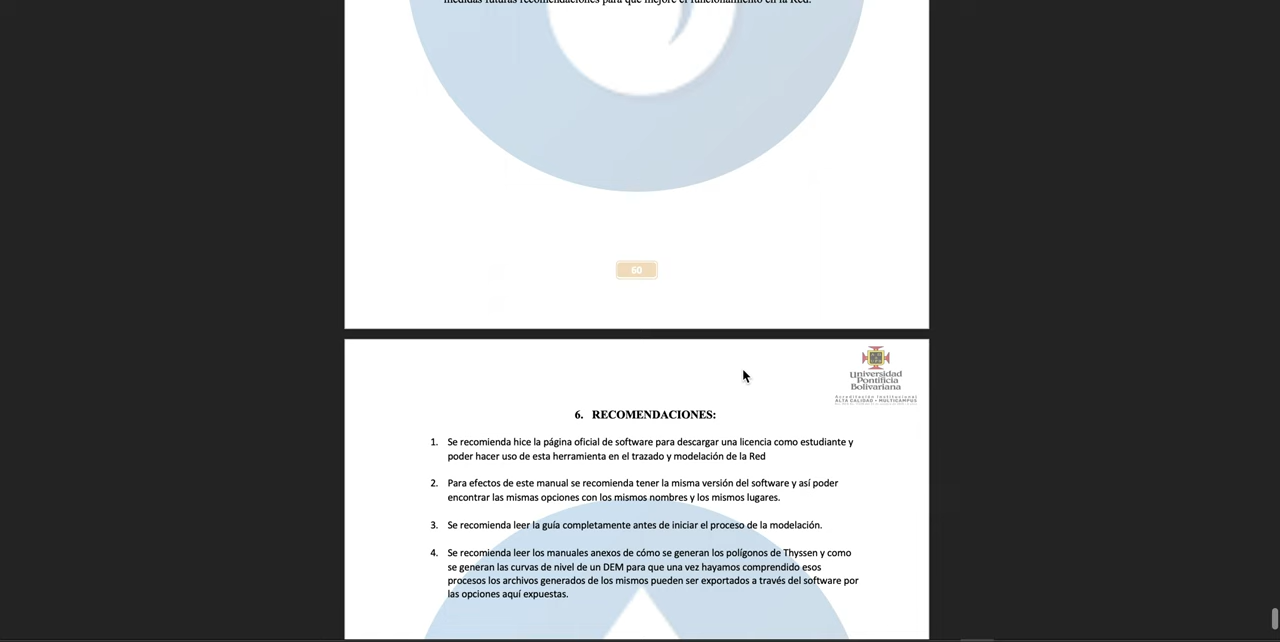 medidas futuras recomendaciones para que mejore el funcionamiento en la Red.
60
Universidad
Pontificia
Bolivariana
Acreditación Institucional
ALTA CALIDAD • MULTICAMPUS
6. RECOMENDACIONES:
1. Se recomienda hice la página oficial de software para descargar una licencia como estudiante y
poder hacer uso de esta herramienta en el trazado y modelación de la Red
2. Para efectos de este manual se recomienda tener la misma versión del software y así poder
encontrar las mismas opciones con los mismos nombres y los mismos lugares.
3. Se recomienda leer la guía completamente antes de iniciar el proceso de la modelación.
4. Se recomienda leer los manuales anexos de cómo se generan los polígonos de Thyssen y como
se generan las curvas de nivel de un DEM para que una vez hayamos comprendido esos
procesos los archivos generados de los mismos pueden ser exportados a través del software por
las opciones aquí expuestas.